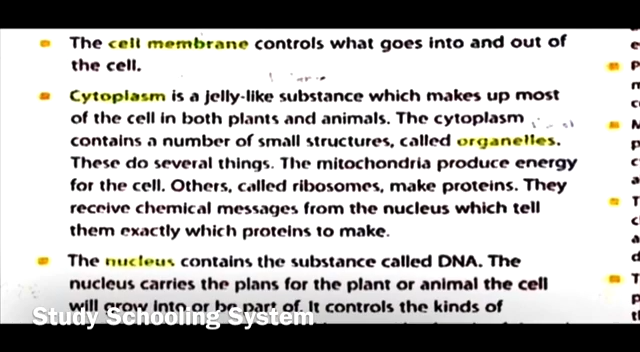 The cell membrane controls what goes into and out of
the cell.
Cytoplasm is a jelly-like substance which makes up most
of the cell in both plants and animals. The cytoplasm
contains a number of small structures, called organelles.
These do several things. The mitochondria produce energy
for the cell. Others, called ribosomes, make proteins. They
receive chemical messages from the nucleus which tell
them exactly which proteins to make.
The nucleus contains the substance called DNA. The
nucleus carries the plans for the plant or animal the cell
will grow into or be part of. It controls the kinds of
Study Schooling System